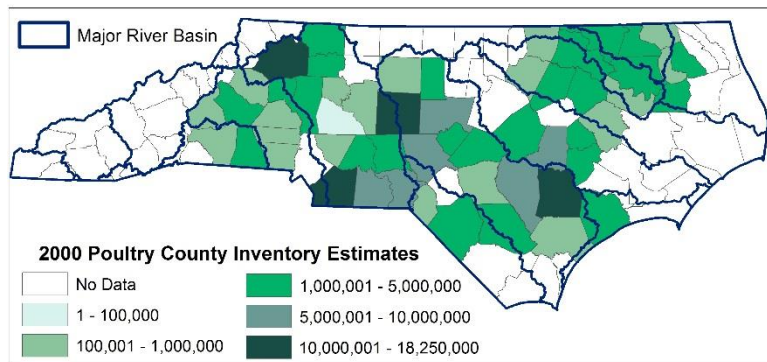 Major River Basin
2000 Poultry County Inventory Estimates
No Data
1 - 100,000
100,001 - 1,000,000
1,000,001 - 5,000,000
5,000,001 - 10,000,000
10,000,001 - 18,250,000